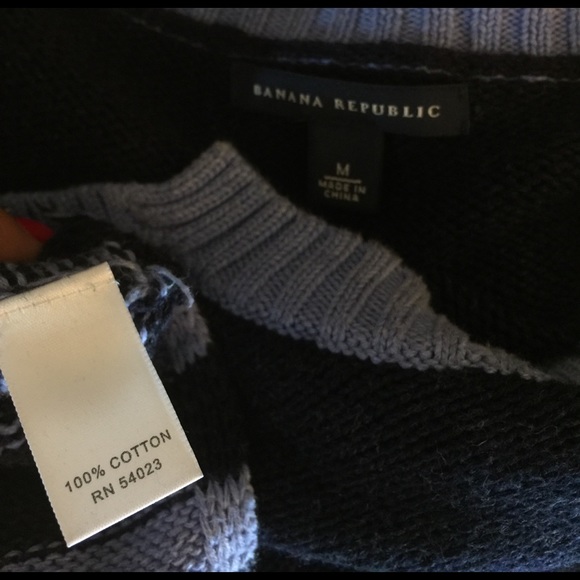 BANANA REPUBLIC
M
MADE IN
CHINA
100% COTTON
RN 54023